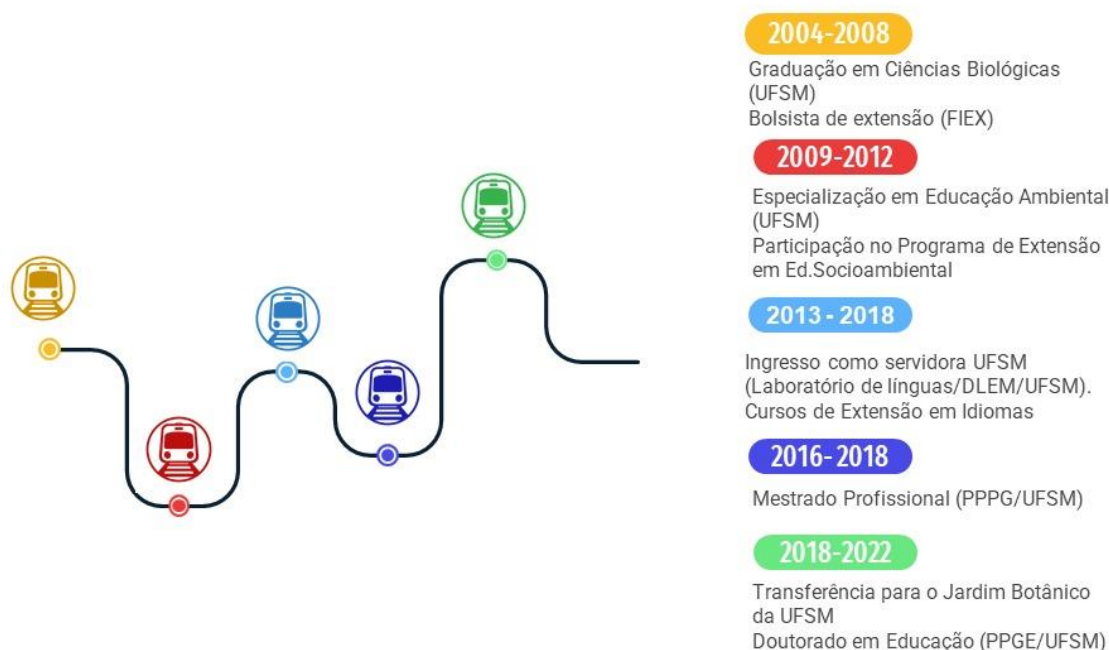 2004-2008
Graduação em Ciências Biológicas
(UFSM)
Bolsista de extensão (FIEX)
2009-2012
Especialização em Educação Ambiental
(UFSM)
Participação no Programa de Extensão
em Ed.Socioambiental
2013 - 2018
Ingresso como servidora UFSM
(Laboratório de línguas/DLEM/UFSM).
Cursos de Extensão em Idiomas
2016- 2018
Mestrado Profissional (PPPG/UFSM)
2018-2022
Transferência para o Jardim Botânico
da UFSM
Doutorado em Educação (PPGE/UFSM)